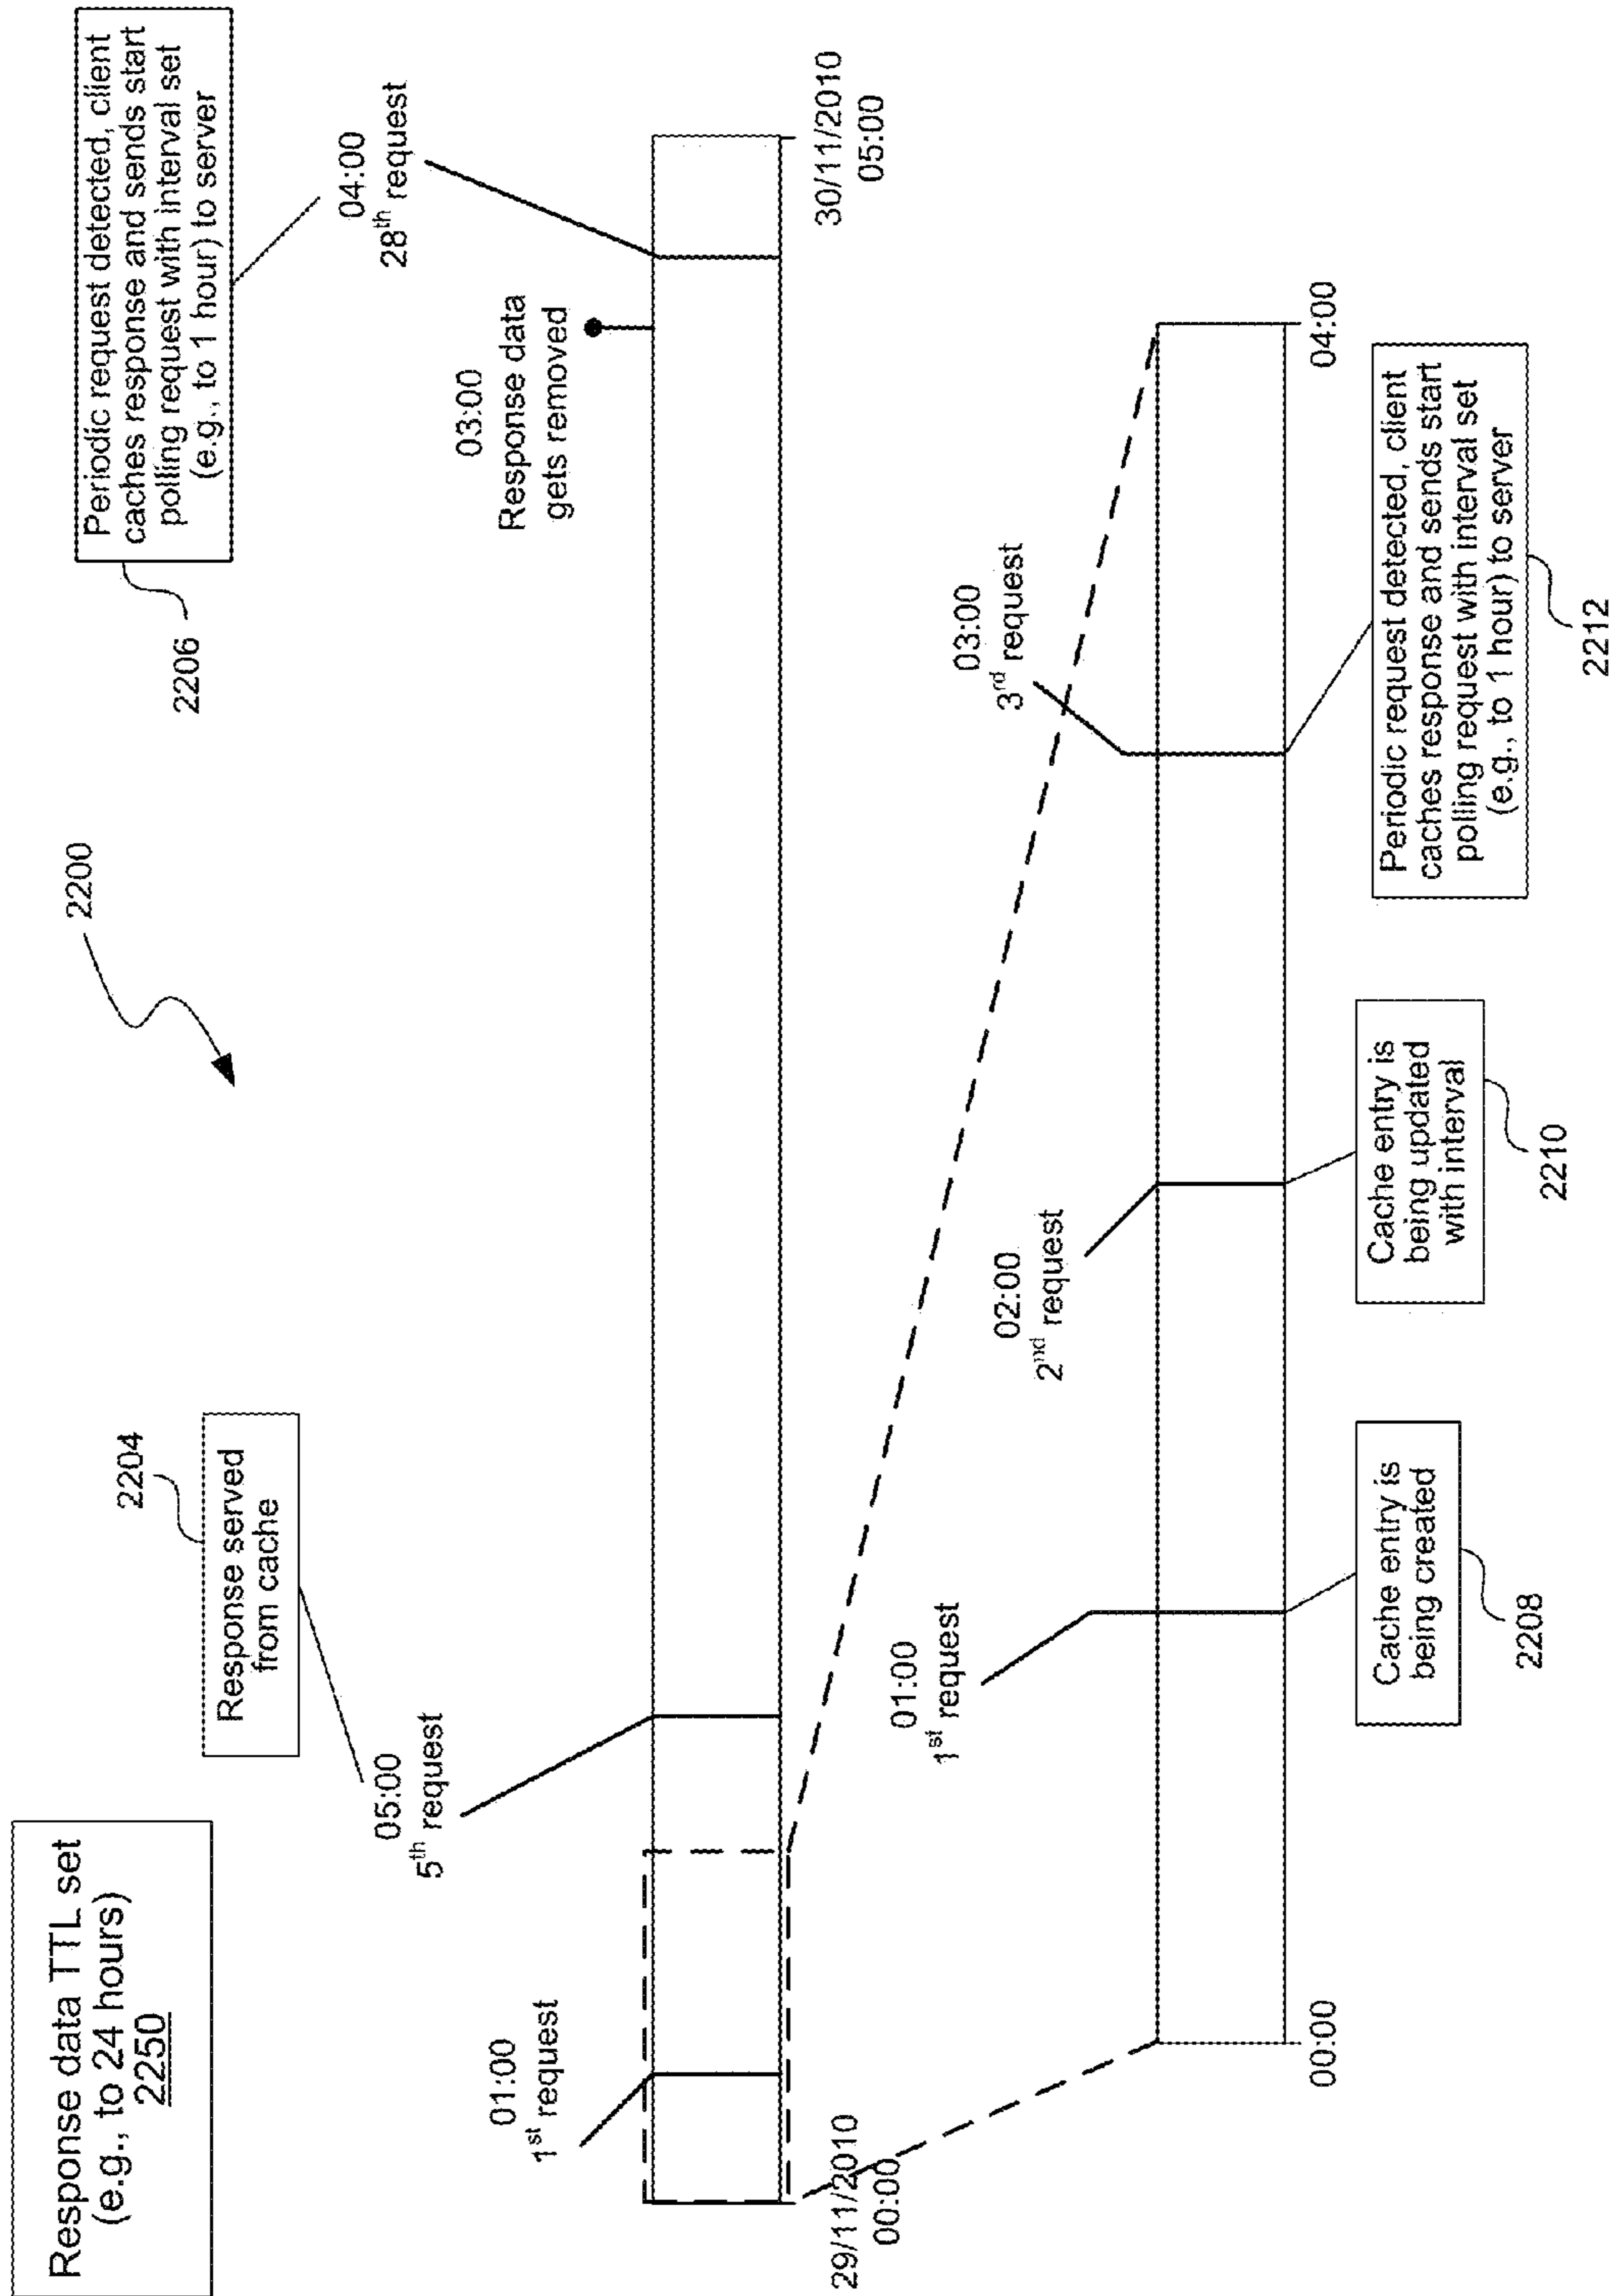 Response data TTL set
(e.g., to 24 hours)
2250
2204
Response served
from cache
2200
2206
Periodic request detected, client
caches response and sends start
polling request with interval set
(e.g., to 1 hour) to server
01:00
1st request
05:00
5th request
03:00
Response data
gets removed
04:00
28th request
29/11/2010
00:00
30/11/2010
05:00
01:00
1st request
02:00
2nd request
03:00
3rd request
00:00
04:00
Cache entry is
being created
2208
Cache entry is
being updated
with interval
2210
Periodic request detected, client
caches response and sends start
polling request with interval set
(e.g., to 1 hour) to server
2212